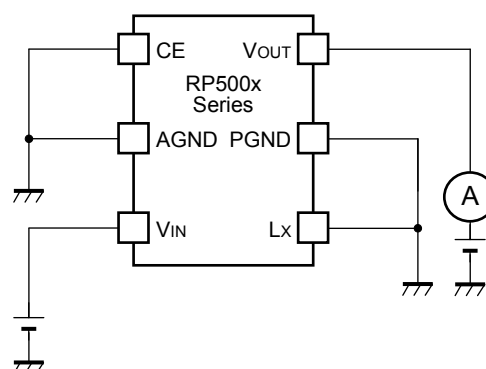 CE
VOUT
RP500x
Series
AGND
PGND
A
VIN
LX